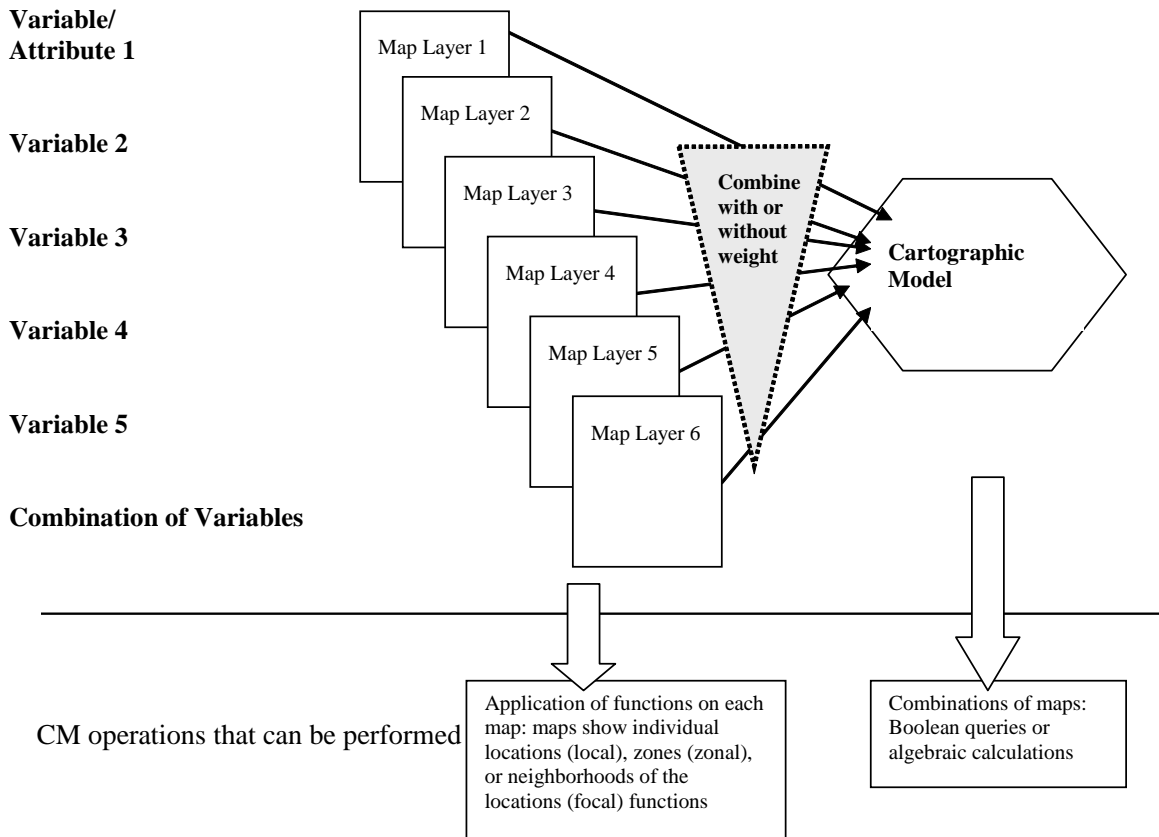 Variable/
Attribute 1
Map Layer 1
Map Layer 2
Variable 2
Map Layer 3
Combine
with or
without
weight
Variable 3
Map Layer 4
Cartographic
Model
Variable 4
Map Layer 5
Variable 5
Map Layer 6
Combination of Variables
CM operations that can be performed
Application of functions on each
map: maps show individual
locations (local), zones (zonal),
or neighborhoods of the
locations (focal) functions
Combinations of maps:
Boolean queries or
algebraic calculations